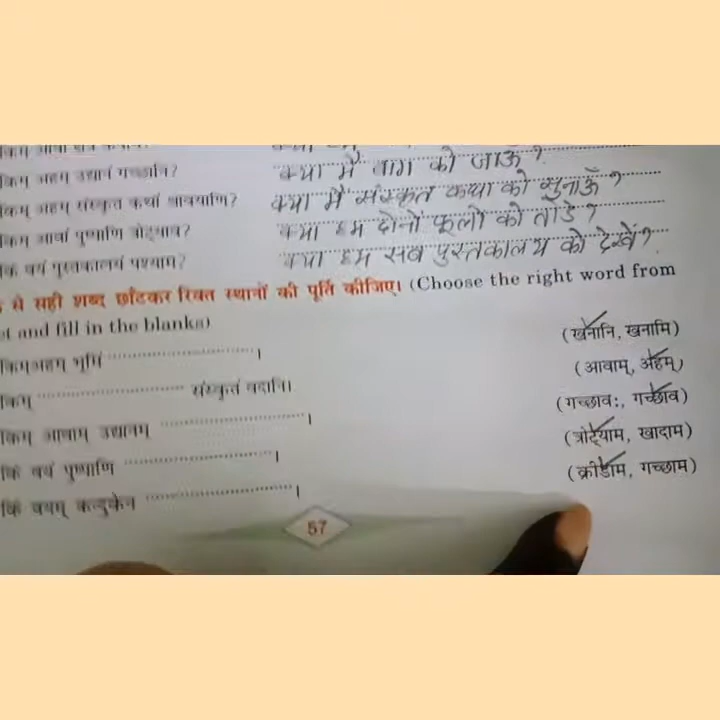 किम् अहम् उद्यानं गच्छानि? क्या मैं बाग को जाऊँ?
किम् अहम् संस्कृत कथां श्रावयाणि? क्या मैं संस्कृत कथा को सुनाऊँ?
किम् आवां पुष्पाणि त्रोट्याव? क्या हम दोनों फूलों को तोड़े?
किं वयं पुस्तकालयं पश्याम? क्या हम सब पुस्तकालय को देखें?
में सही शब्द छाँटकर रिक्त स्थानों की पूर्ति कीजिए। (Choose the right word from
and fill in the blanks)
किम्अहम् भूमिं ....................। (खनानि, खनामि)
किम् .................... संस्कृतं वदानि। (आवाम्, अहम्)
किम् आवाम् उद्यानम् ....................। (गच्छावः, गच्छाव)
किं वयं पुष्पाणि ....................। (त्रोट्याम, खादाम)
किं वयम् कन्दुकेन ....................। (क्रीडाम, गच्छाम)
57